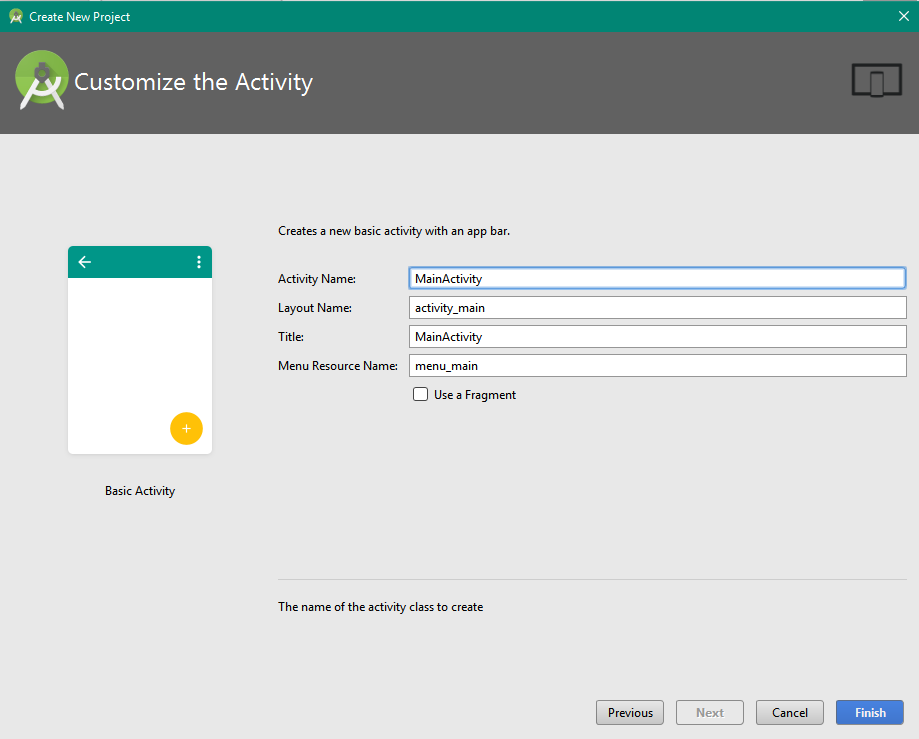 Create New Project
Customize the Activity
Creates a new basic activity with an app bar.
Activity Name: MainActivity
Layout Name: activity_main
Title: MainActivity
Menu Resource Name: menu_main
Use a Fragment
Basic Activity
The name of the activity class to create
Previous Next Cancel Finish